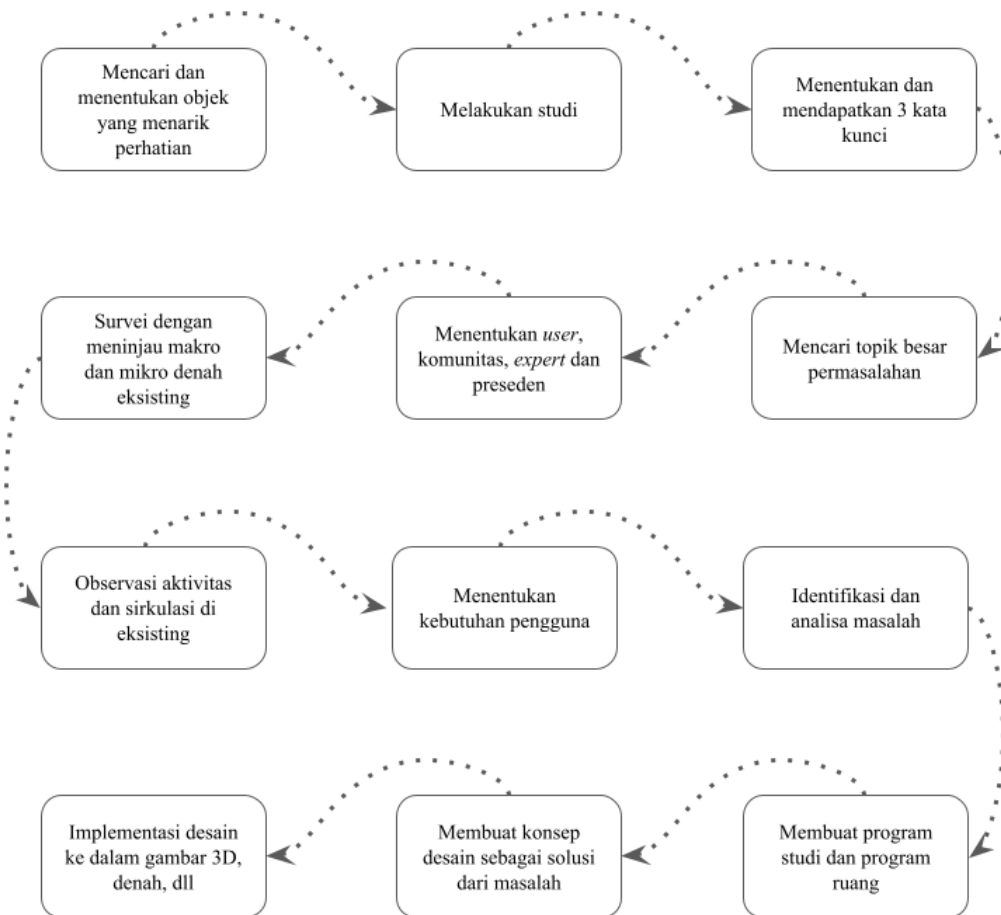 Mencari dan
menentukan objek
yang menarik
perhatian
Melakukan studi
Menentukan dan
mendapatkan 3 kata
kunci
Mencari topik besar
permasalahan
Menentukan user,
komunitas, expert dan
preseden
Survei dengan
meninjau makro
dan mikro denah
eksisting
Observasi aktivitas
dan sirkulasi di
eksisting
Menentukan
kebutuhan pengguna
Identifikasi dan
analisa masalah
Membuat program
studi dan program
ruang
Membuat konsep
desain sebagai solusi
dari masalah
Implementasi desain
ke dalam gambar 3D,
denah, dll